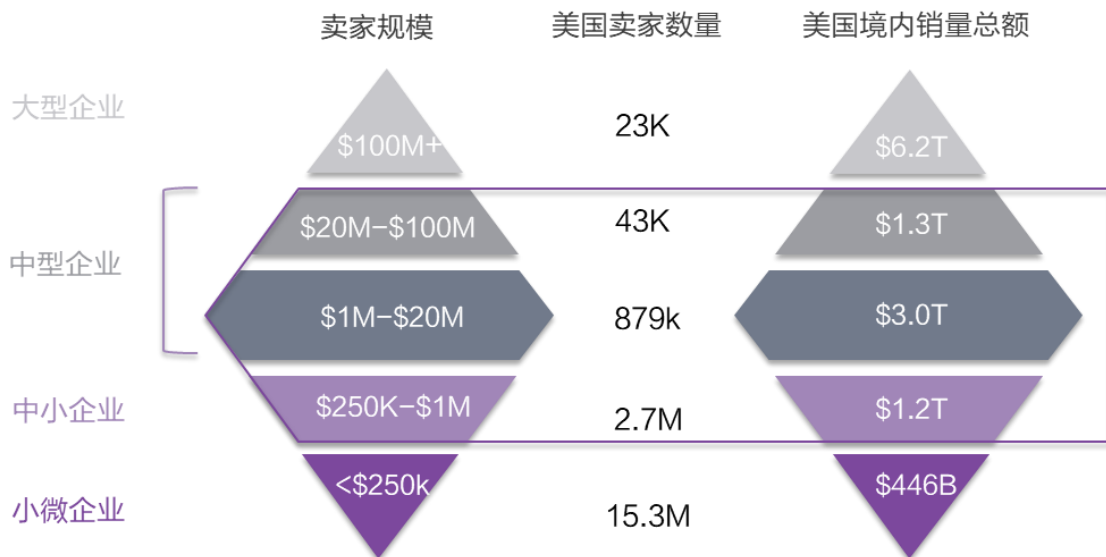 卖家规模 美国卖家数量 美国境内销量总额
大型企业 $100M+ 23K $6.2T
$20M-$100M 43K $1.3T
中型企业
$1M-$20M 879k $3.0T
中小企业 $250K-$1M 2.7M $1.2T
小微企业 <$250k 15.3M $446B